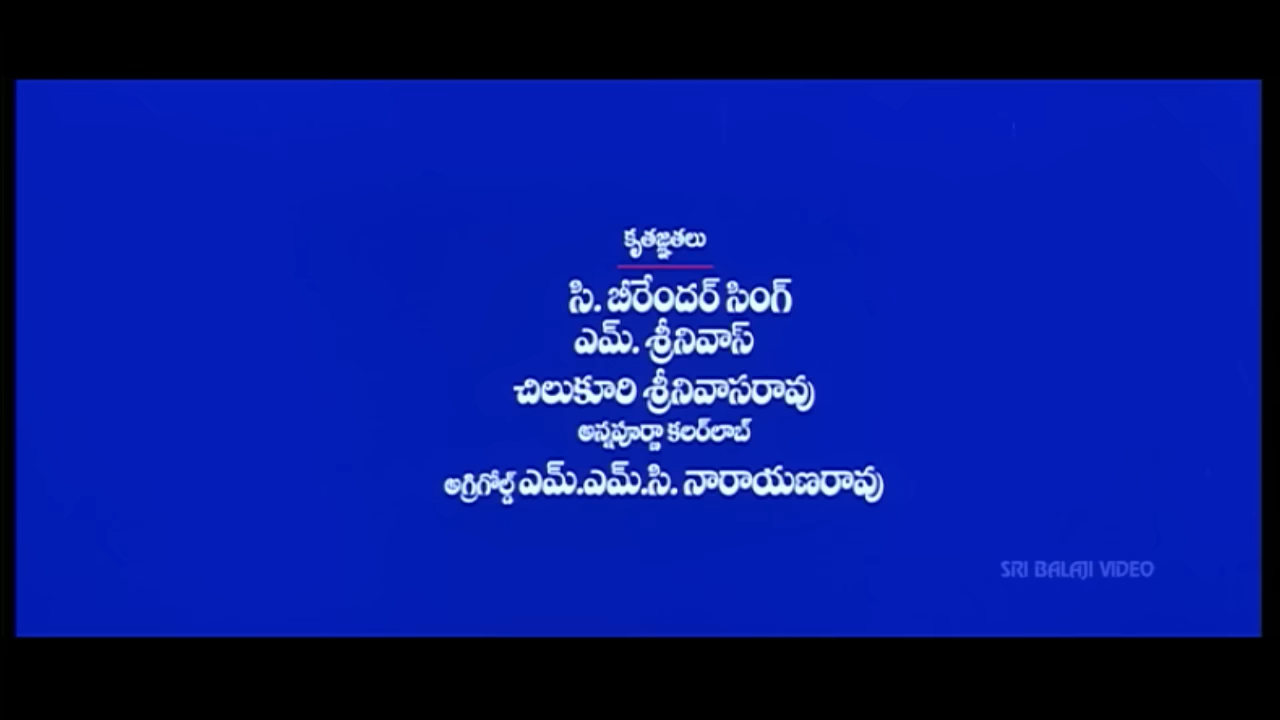 కృతజ్ఞతలు
సి. బీరేందర్ సింగ్
ఎమ్. శ్రీనివాస్
చిలుకూరి శ్రీనివాసరావు
అన్నపూర్ణా కలర్‌లాబ్
అగ్రిగోల్డ్ ఎమ్.ఎమ్.సి. నారాయణరావు
SRI BALAJI VIDEO